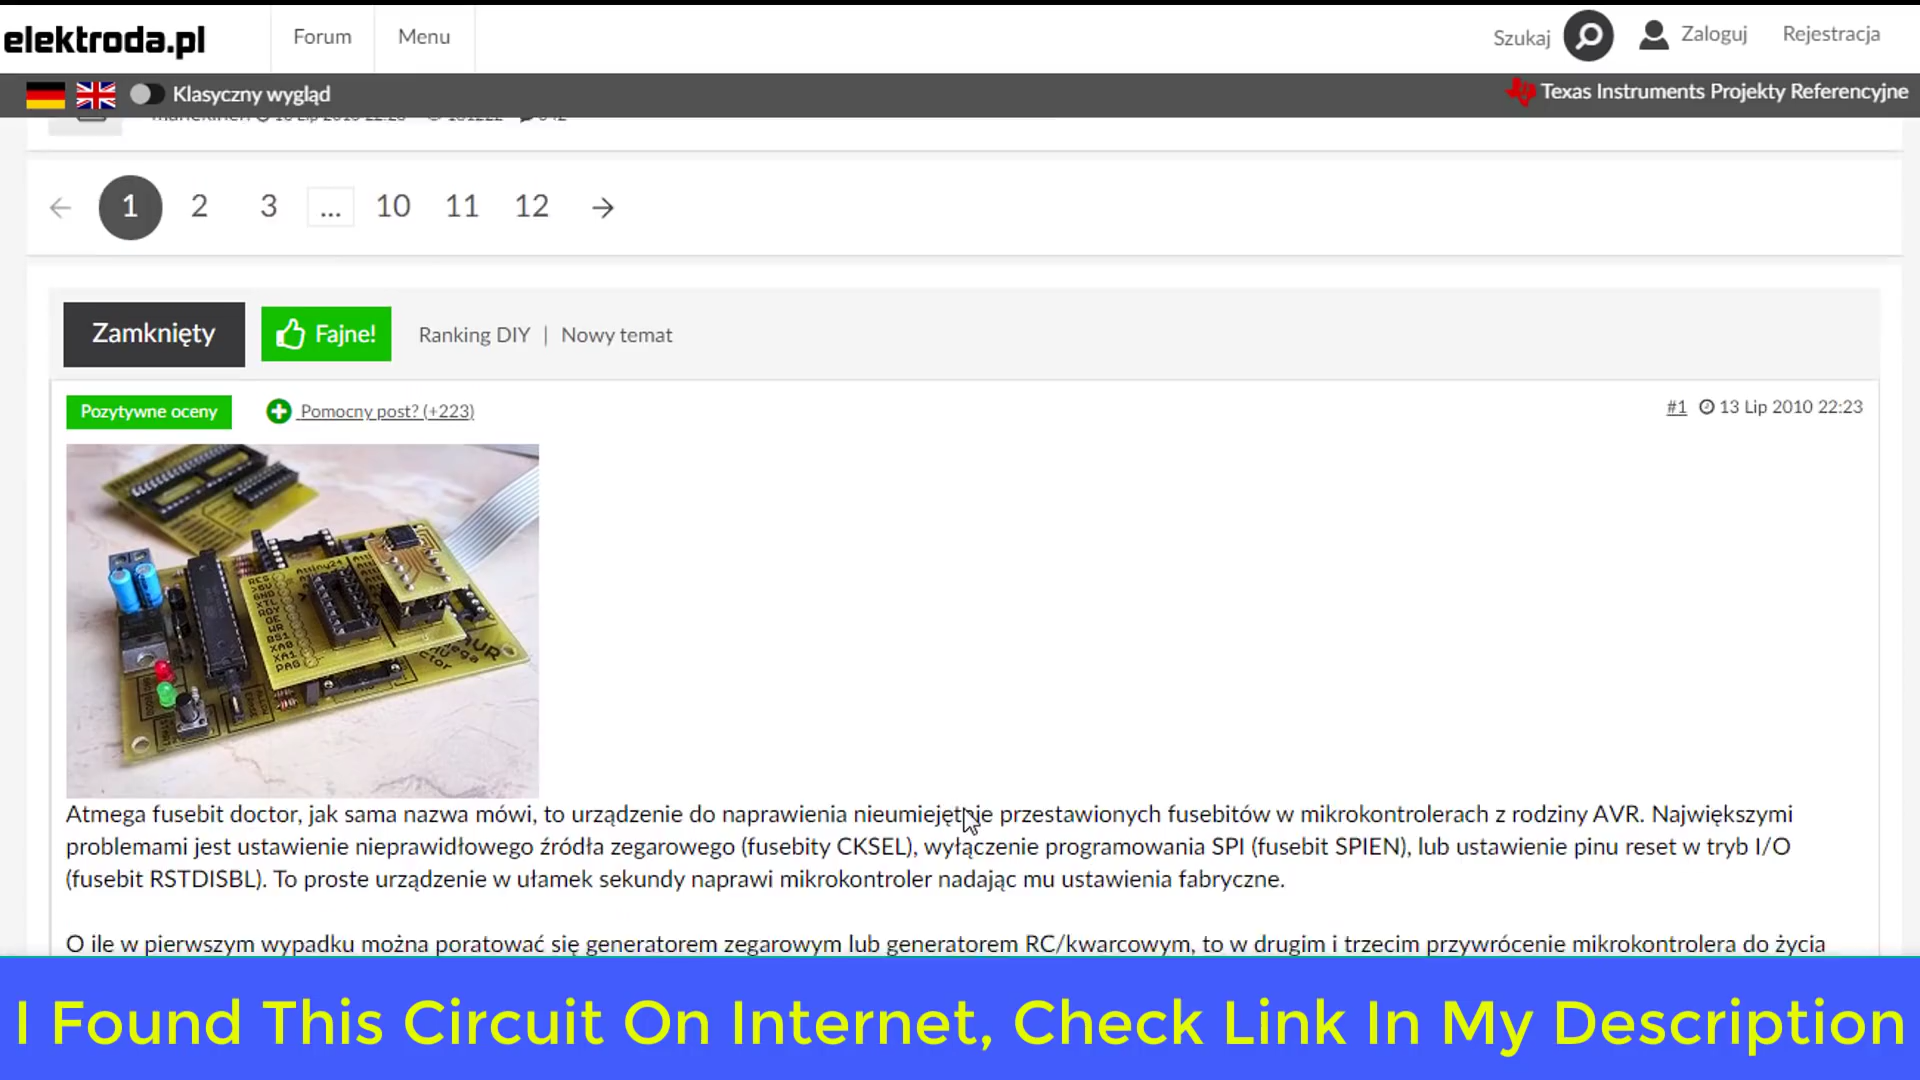 elektroda.pl Forum Menu Szukaj Zaloguj Rejestracja
Klasyczny wygląd Texas Instruments Projekty Referencyjne
1 2 3 ... 10 11 12
Zamknięty Fajne! Ranking DIY | Nowy temat
Pozytywne oceny Pomocny post? (+223) #1 13 Lip 2010 22:23
Atmega fusebit doctor, jak sama nazwa mówi, to urządzenie do naprawienia nieumiejętnie przestawionych fusebitów w mikrokontrolerach z rodziny AVR. Największymi
problemami jest ustawienie nieprawidłowego źródła zegarowego (fusebity CKSEL), wyłączenie programowania SPI (fusebit SPIEN), lub ustawienie pinu reset w tryb I/O
(fusebit RSTDISBL). To proste urządzenie w ułamek sekundy naprawi mikrokontroler nadając mu ustawienia fabryczne.
O ile w pierwszym wypadku można poratować się generatorem zegarowym lub generatorem RC/kwarcowym, to w drugim i trzecim przywrócenie mikrokontrolera do życia
I Found This Circuit On Internet, Check Link In My Description